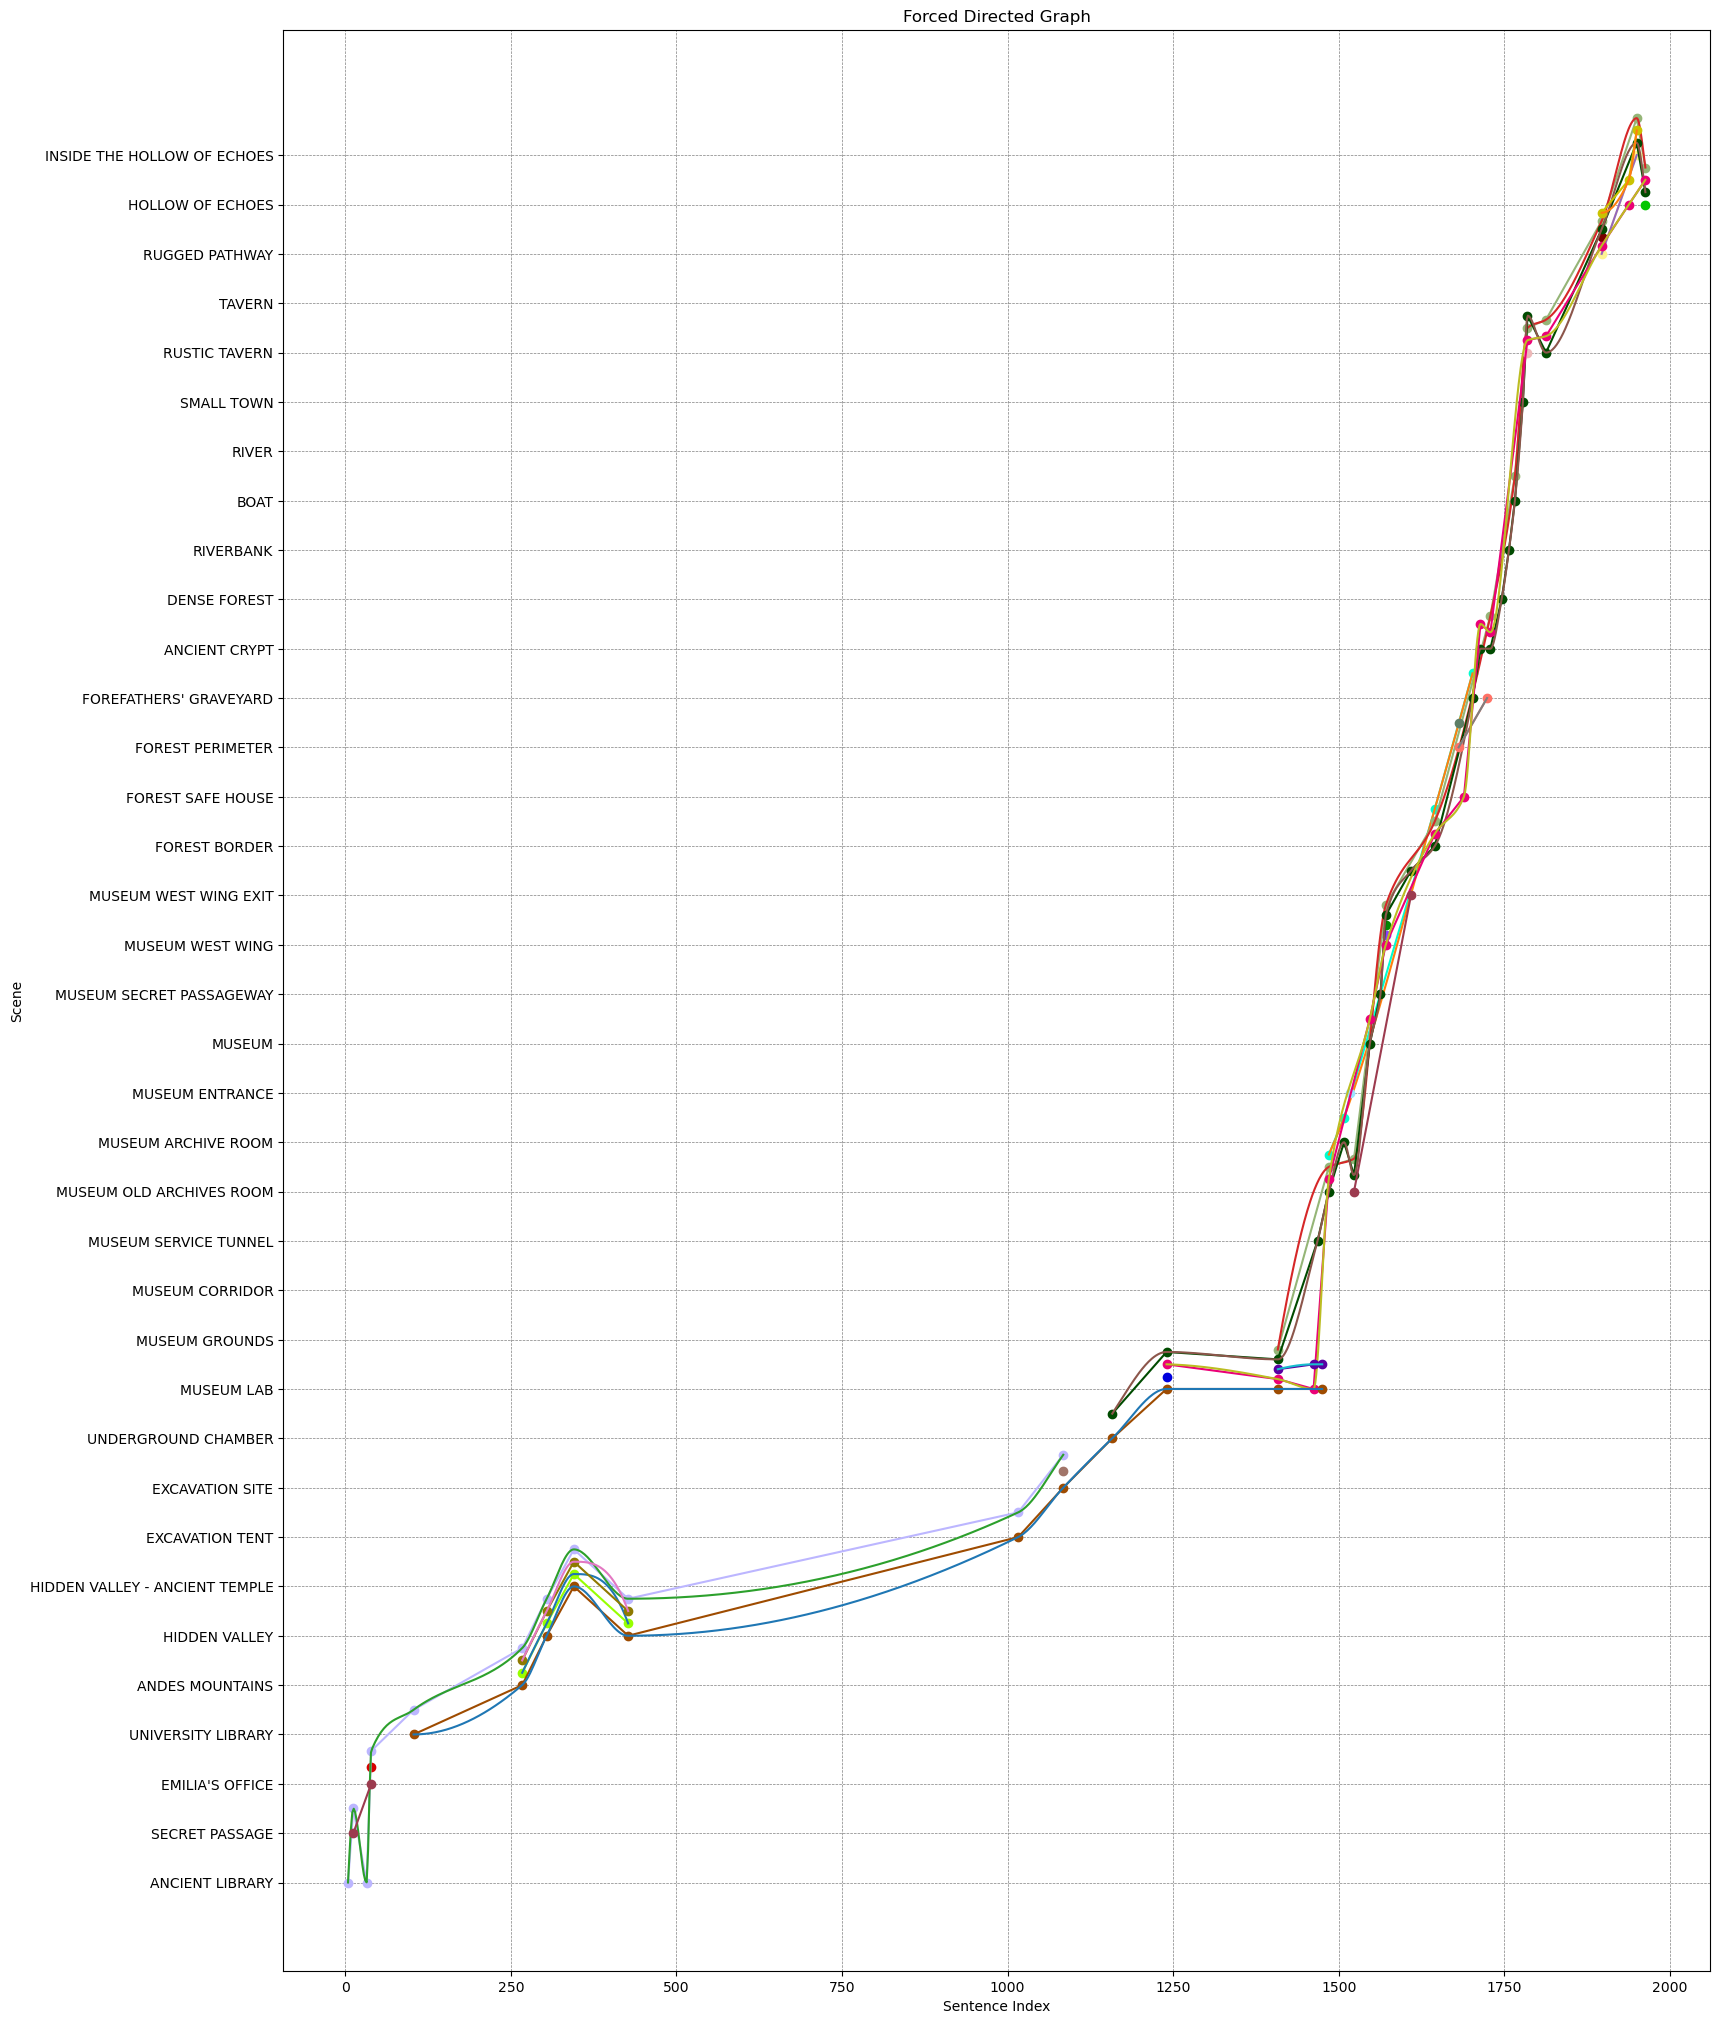 Forced Directed Graph
INSIDE THE HOLLOW OF ECHOES
HOLLOW OF ECHOES
RUGGED PATHWAY
TAVERN
RUSTIC TAVERN
SMALL TOWN
RIVER
BOAT
RIVERBANK
DENSE FOREST
ANCIENT CRYPT
FOREFATHERS' GRAVEYARD
FOREST PERIMETER
FOREST SAFE HOUSE
FOREST BORDER
MUSEUM WEST WING EXIT
MUSEUM WEST WING
MUSEUM SECRET PASSAGEWAY
MUSEUM
MUSEUM ENTRANCE
MUSEUM ARCHIVE ROOM
MUSEUM OLD ARCHIVES ROOM
MUSEUM SERVICE TUNNEL
MUSEUM CORRIDOR
MUSEUM GROUNDS
MUSEUM LAB
UNDERGROUND CHAMBER
EXCAVATION SITE
EXCAVATION TENT
HIDDEN VALLEY - ANCIENT TEMPLE
HIDDEN VALLEY
ANDES MOUNTAINS
UNIVERSITY LIBRARY
EMILIA'S OFFICE
SECRET PASSAGE
ANCIENT LIBRARY
Scene
0 250 500 750 1000 1250 1500 1750 2000
Sentence Index